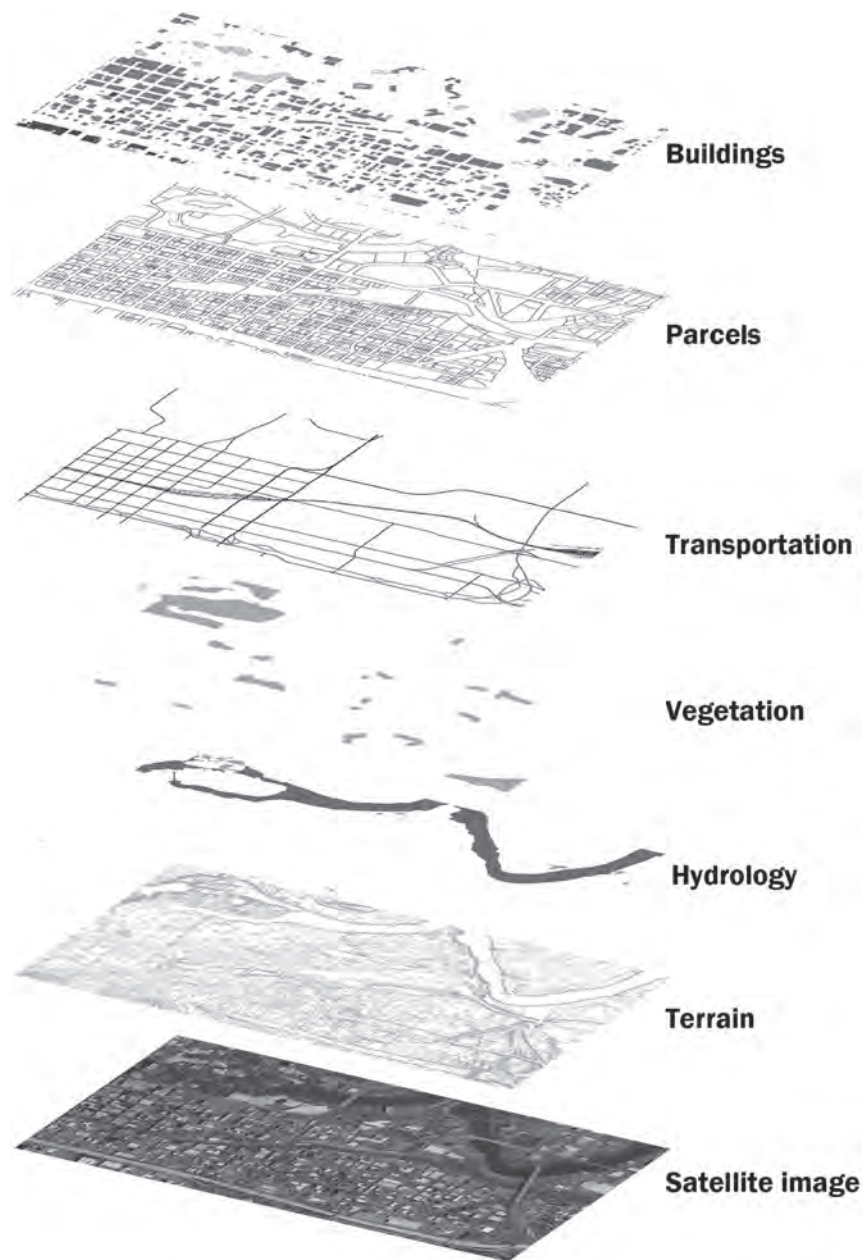 Buildings
Parcels
Transportation
Vegetation
Hydrology
Terrain
Satellite image